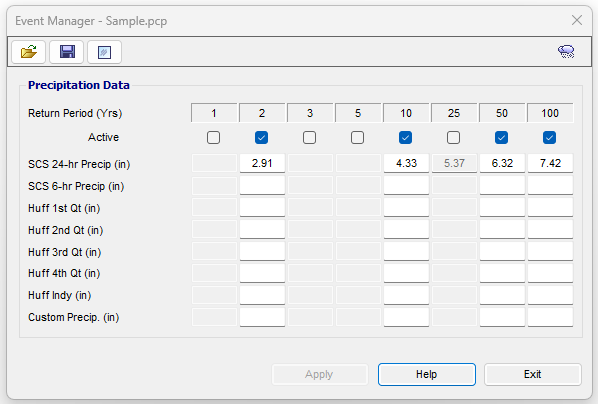 Event Manager - Sample.pcp
Precipitation Data
Return Period (Yrs) 1 2 3 5 10 25 50 100
Active
SCS 24-hr Precip (in) 2.91 4.33 5.37 6.32 7.42
SCS 6-hr Precip (in)
Huff 1st Qt (in)
Huff 2nd Qt (in)
Huff 3rd Qt (in)
Huff 4th Qt (in)
Huff Indy (in)
Custom Precip. (in)
Apply Help Exit